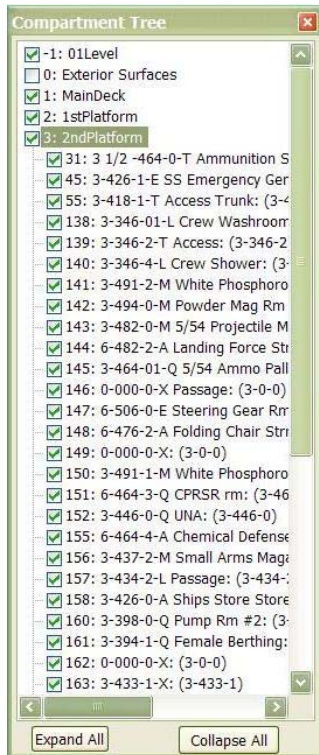 Compartment Tree
-1: 01Level
0: Exterior Surfaces
1: MainDeck
2: 1stPlatform
3: 2ndPlatform
31: 3 1/2 -464-0-T Ammunition S
45: 3-426-1-E SS Emergency Ger
55: 3-418-1-T Access Trunk: (3-4
138: 3-346-01-L Crew Washroom
139: 3-346-2-T Access: (3-346-2
140: 3-346-4-L Crew Shower: (3-
141: 3-491-2-M White Phosphoro
142: 3-494-0-M Powder Mag Rm
143: 3-482-0-M 5/54 Projectile M
144: 6-482-2-A Landing Force Str
145: 3-464-01-Q 5/54 Ammo Pall
146: 0-000-0-X Passage: (3-0-0)
147: 6-506-0-E Steering Gear Rm
148: 6-476-2-A Folding Chair Strr
149: 0-000-0-X: (3-0-0)
150: 3-491-1-M White Phosphoro
151: 6-464-3-Q CPRSR rm: (3-46
152: 3-446-0-Q UNA: (3-446-0)
155: 6-464-4-A Chemical Defense
156: 3-437-2-M Small Arms Maga
157: 3-434-2-L Passage: (3-434-2
158: 3-426-0-A Ships Store Store
160: 3-398-0-Q Pump Rm #2: (3-
161: 3-394-1-Q Female Berthing:
162: 0-000-0-X: (3-0-0)
163: 3-433-1-X: (3-433-1)
Expand All Collapse All